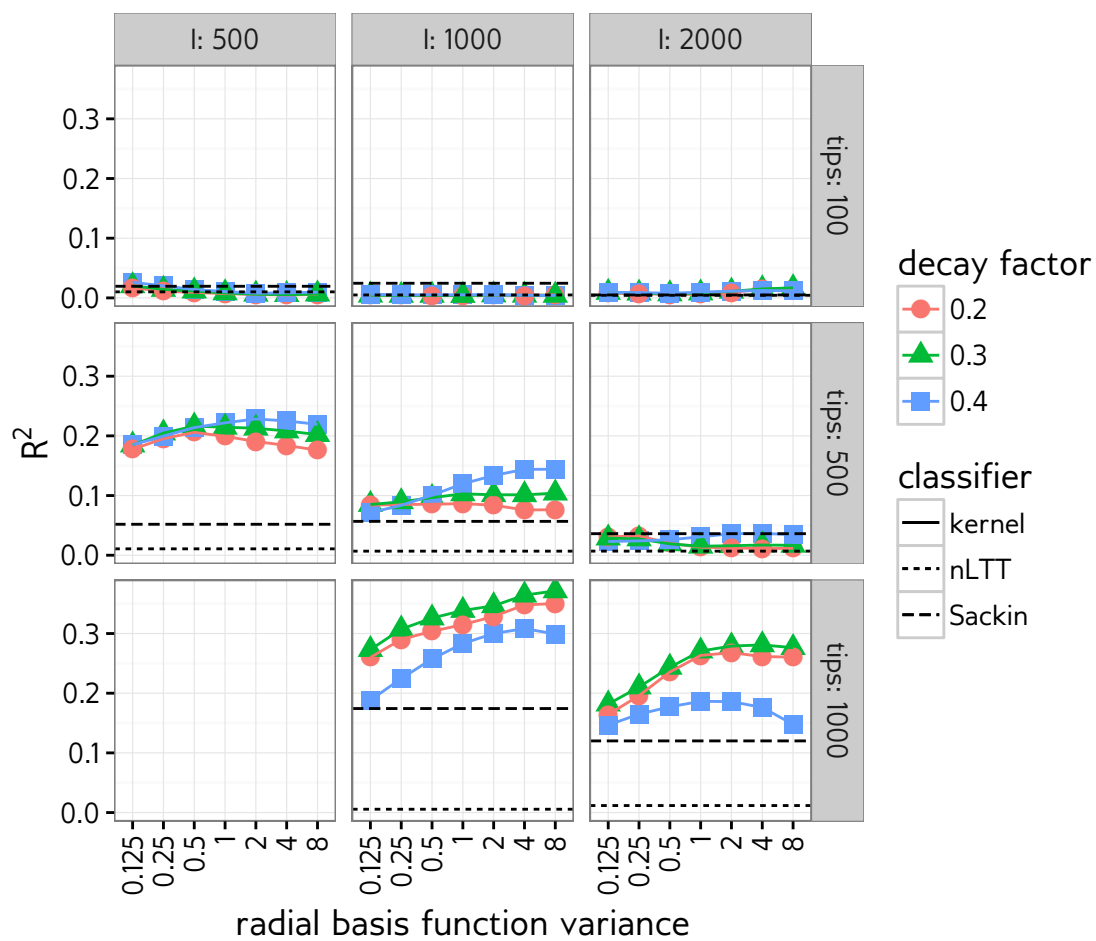 I: 500
I: 1000
I: 2000
0.3
0.2
0.1
0.0
tips: 100
0.3
0.2
0.1
0.0
tips: 500
0.3
0.2
0.1
0.0
tips: 1000
R²
0.125
0.25
0.5
1
2
4
8
0.125
0.25
0.5
1
2
4
8
0.125
0.25
0.5
1
2
4
8
radial basis function variance
decay factor
0.2
0.3
0.4
classifier
kernel
nLTT
Sackin